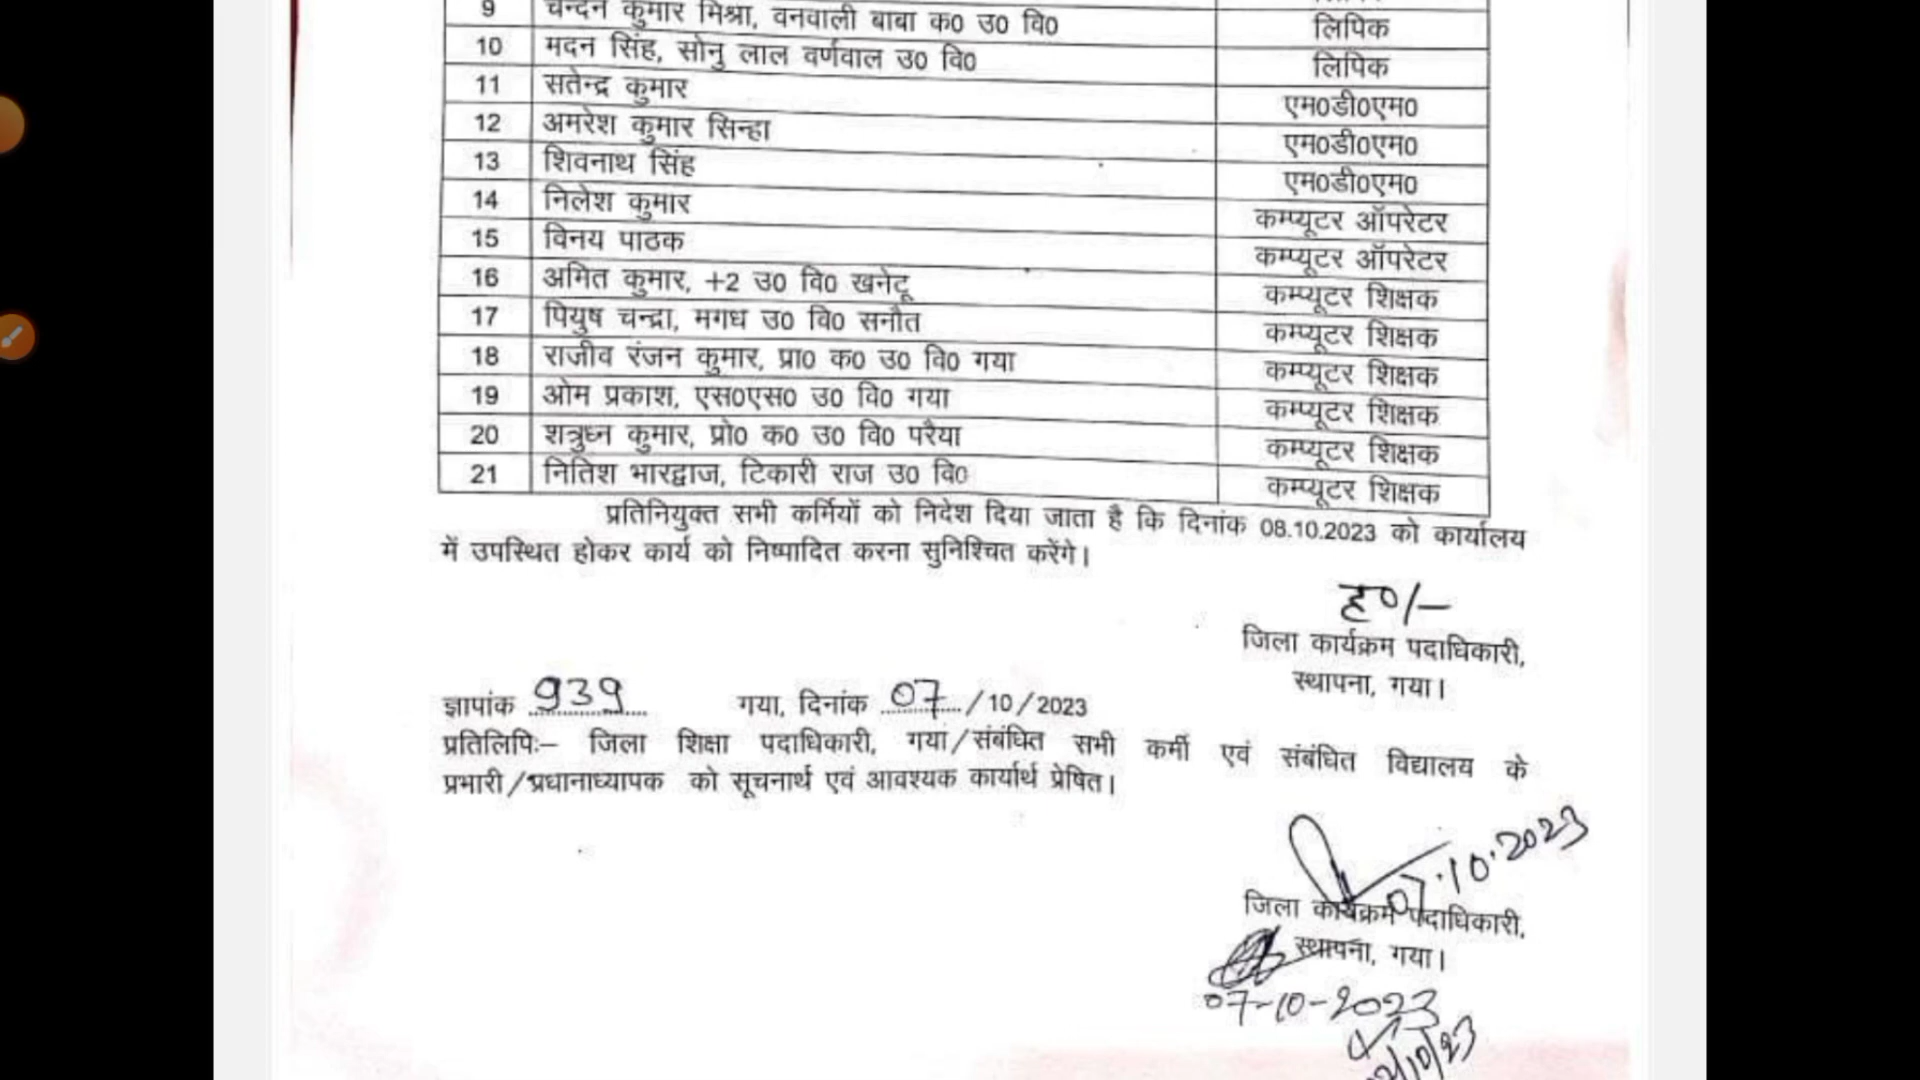 9 चन्दन कुमार मिश्रा, वनवाली बाबा क0 उ0 वि0 लिपिक
10 मदन सिंह, सोनु लाल वर्णवाल उ0 वि0 लिपिक
11 सतेन्द्र कुमार एम0डी0एम0
12 अमरेश कुमार सिन्हा एम0डी0एम0
13 शिवनाथ सिंह एम0डी0एम0
14 निलेश कुमार कम्प्यूटर ऑपरेटर
15 विनय पाठक कम्प्यूटर ऑपरेटर
16 अमित कुमार, +2 उ0 वि0 खनेटू कम्प्यूटर शिक्षक
17 पियुष चन्द्रा, मगध उ0 वि0 सनौत कम्प्यूटर शिक्षक
18 राजीव रंजन कुमार, प्रा0 क0 उ0 वि0 गया कम्प्यूटर शिक्षक
19 ओम प्रकाश, एस0एस0 उ0 वि0 गया कम्प्यूटर शिक्षक
20 शत्रुध्न कुमार, प्रो0 क0 उ0 वि0 परैया कम्प्यूटर शिक्षक
21 नितिश भारद्वाज, टिकारी राज उ0 वि0 कम्प्यूटर शिक्षक
प्रतिनियुक्त सभी कर्मियों को निदेश दिया जाता है कि दिनांक 08.10.2023 को कार्यालय
में उपस्थित होकर कार्य को निष्पादित करना सुनिश्चित करेंगे।
ह०/-
जिला कार्यक्रम पदाधिकारी,
स्थापना, गया।
ज्ञापांक 939 गया, दिनांक 07/10/2023
प्रतिलिपिः– जिला शिक्षा पदाधिकारी, गया/संबंधित सभी कर्मी एवं संबंधित विद्यालय के
प्रभारी/प्रधानाध्यापक को सूचनार्थ एवं आवश्यक कार्यार्थ प्रेषित।
07.10.2023
जिला कार्यक्रम पदाधिकारी,
स्थापना, गया।
07-10-2023